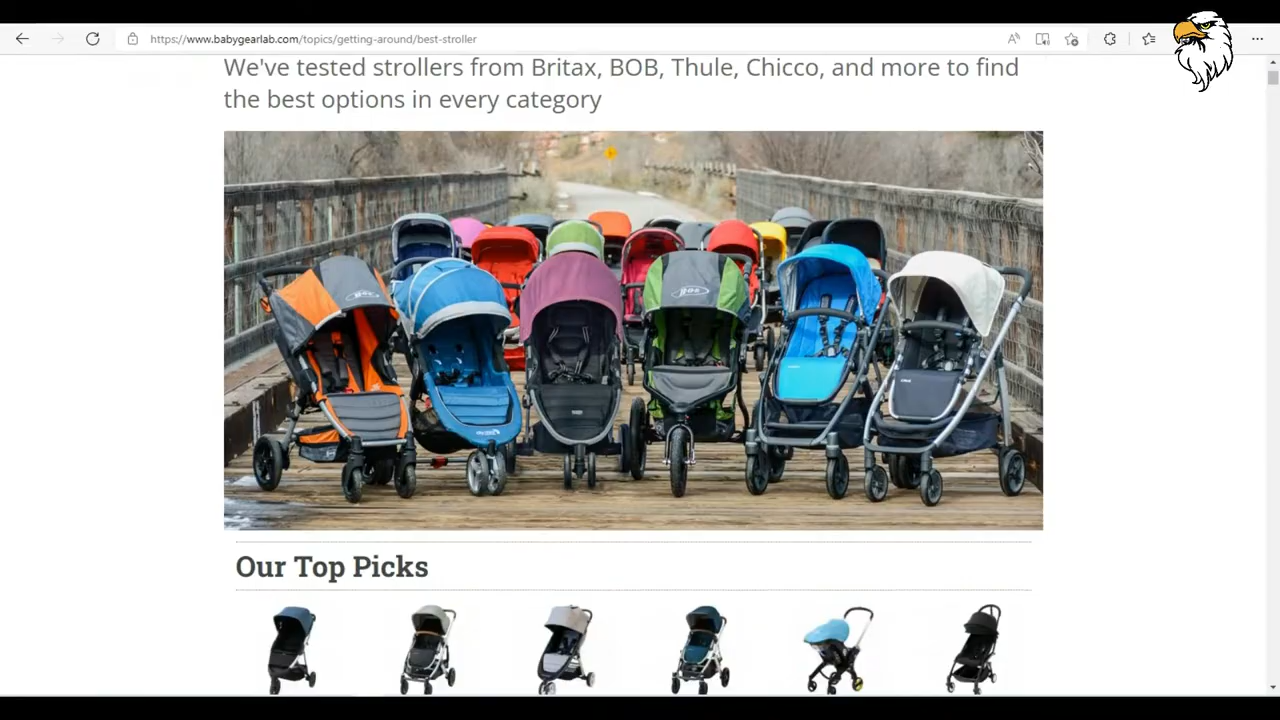 https://www.babygearlab.com/topics/getting-around/best-stroller
We've tested strollers from Britax, BOB, Thule, Chicco, and more to find
the best options in every category
BOB
Our Top Picks